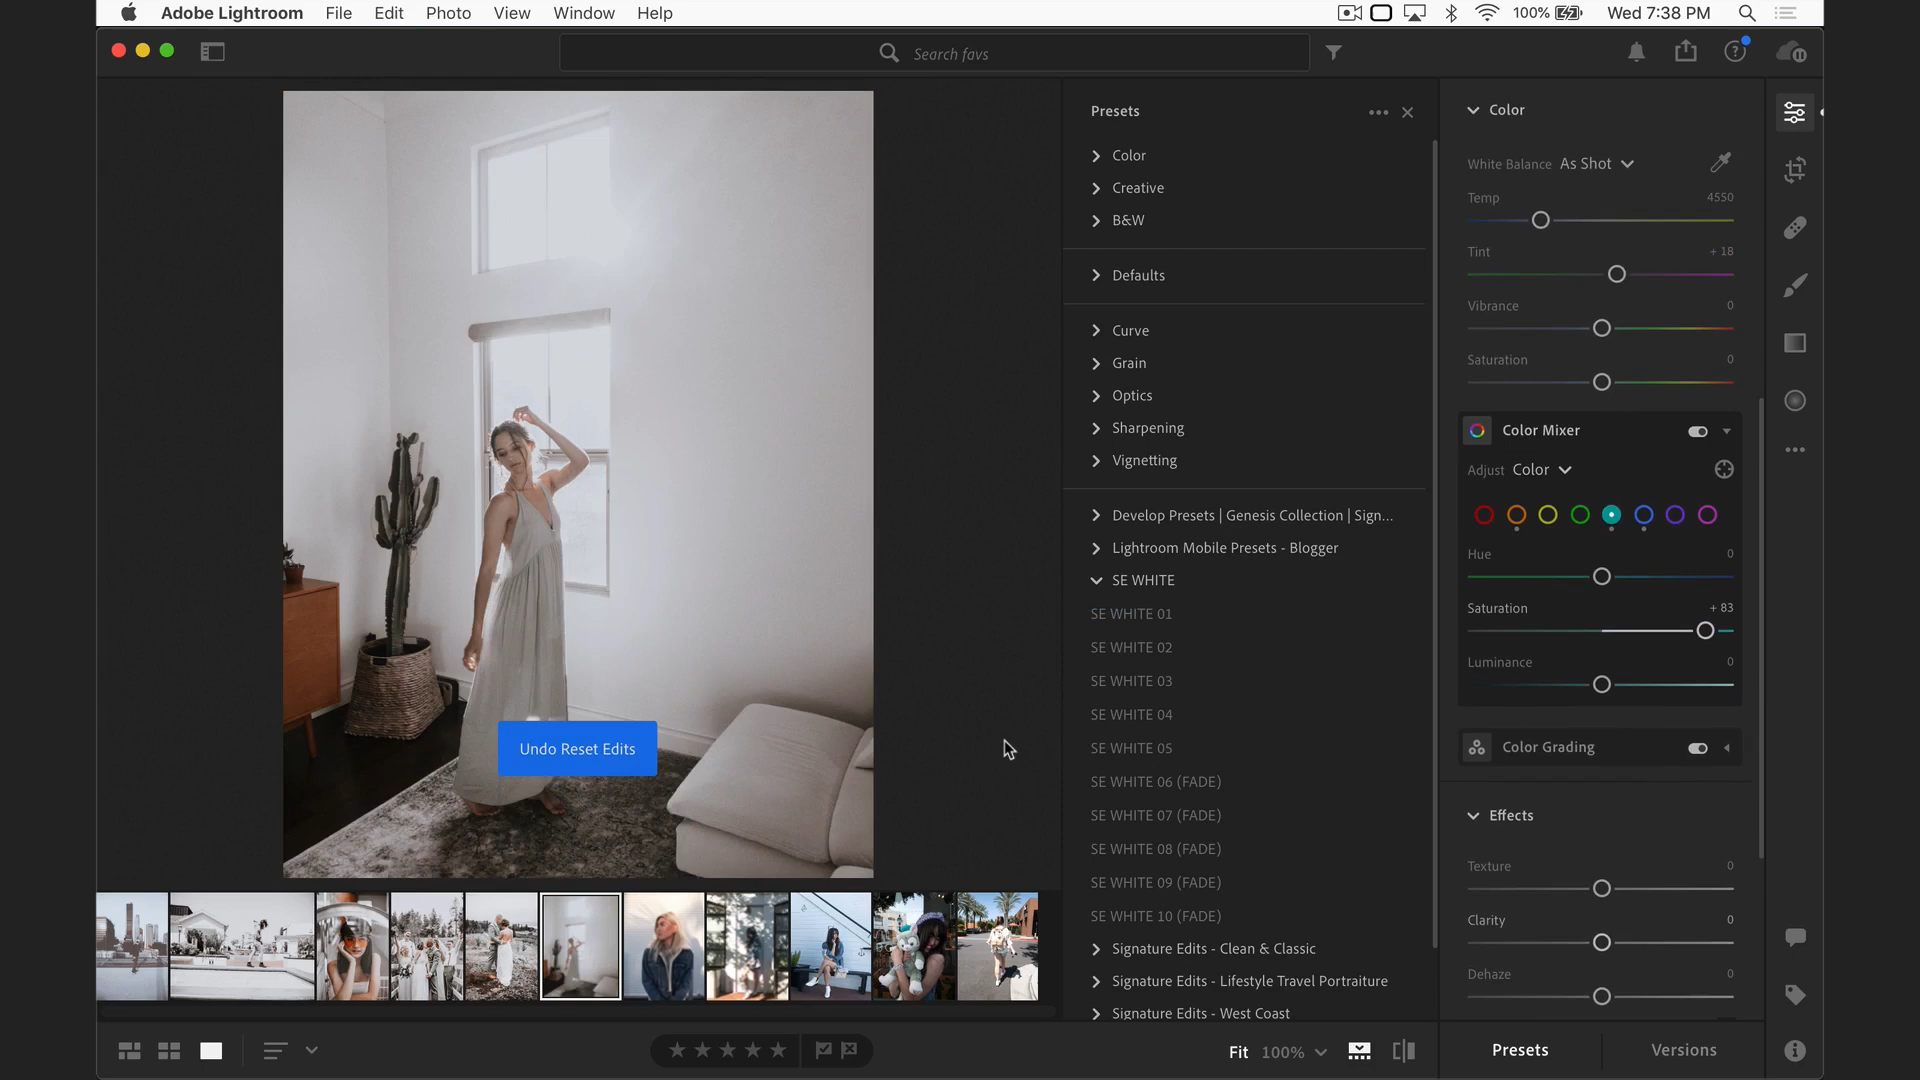 Adobe Lightroom File Edit Photo View Window Help 100% Wed 7:38 PM
Search favs
Presets
Color
Creative
B&W
Defaults
Curve
Grain
Optics
Sharpening
Vignetting
Develop Presets | Genesis Collection | Sign...
Lightroom Mobile Presets - Blogger
SE WHITE
SE WHITE 01
SE WHITE 02
SE WHITE 03
SE WHITE 04
SE WHITE 05
SE WHITE 06 (FADE)
SE WHITE 07 (FADE)
SE WHITE 08 (FADE)
SE WHITE 09 (FADE)
SE WHITE 10 (FADE)
Signature Edits - Clean & Classic
Signature Edits - Lifestyle Travel Portraiture
Signature Edits - West Coast
Color
White Balance As Shot
Temp 4550
Tint + 18
Vibrance 0
Saturation 0
Color Mixer
Adjust Color
Hue 0
Saturation + 83
Luminance 0
Color Grading
Effects
Texture 0
Clarity 0
Dehaze 0
Undo Reset Edits
Fit 100%
Presets Versions